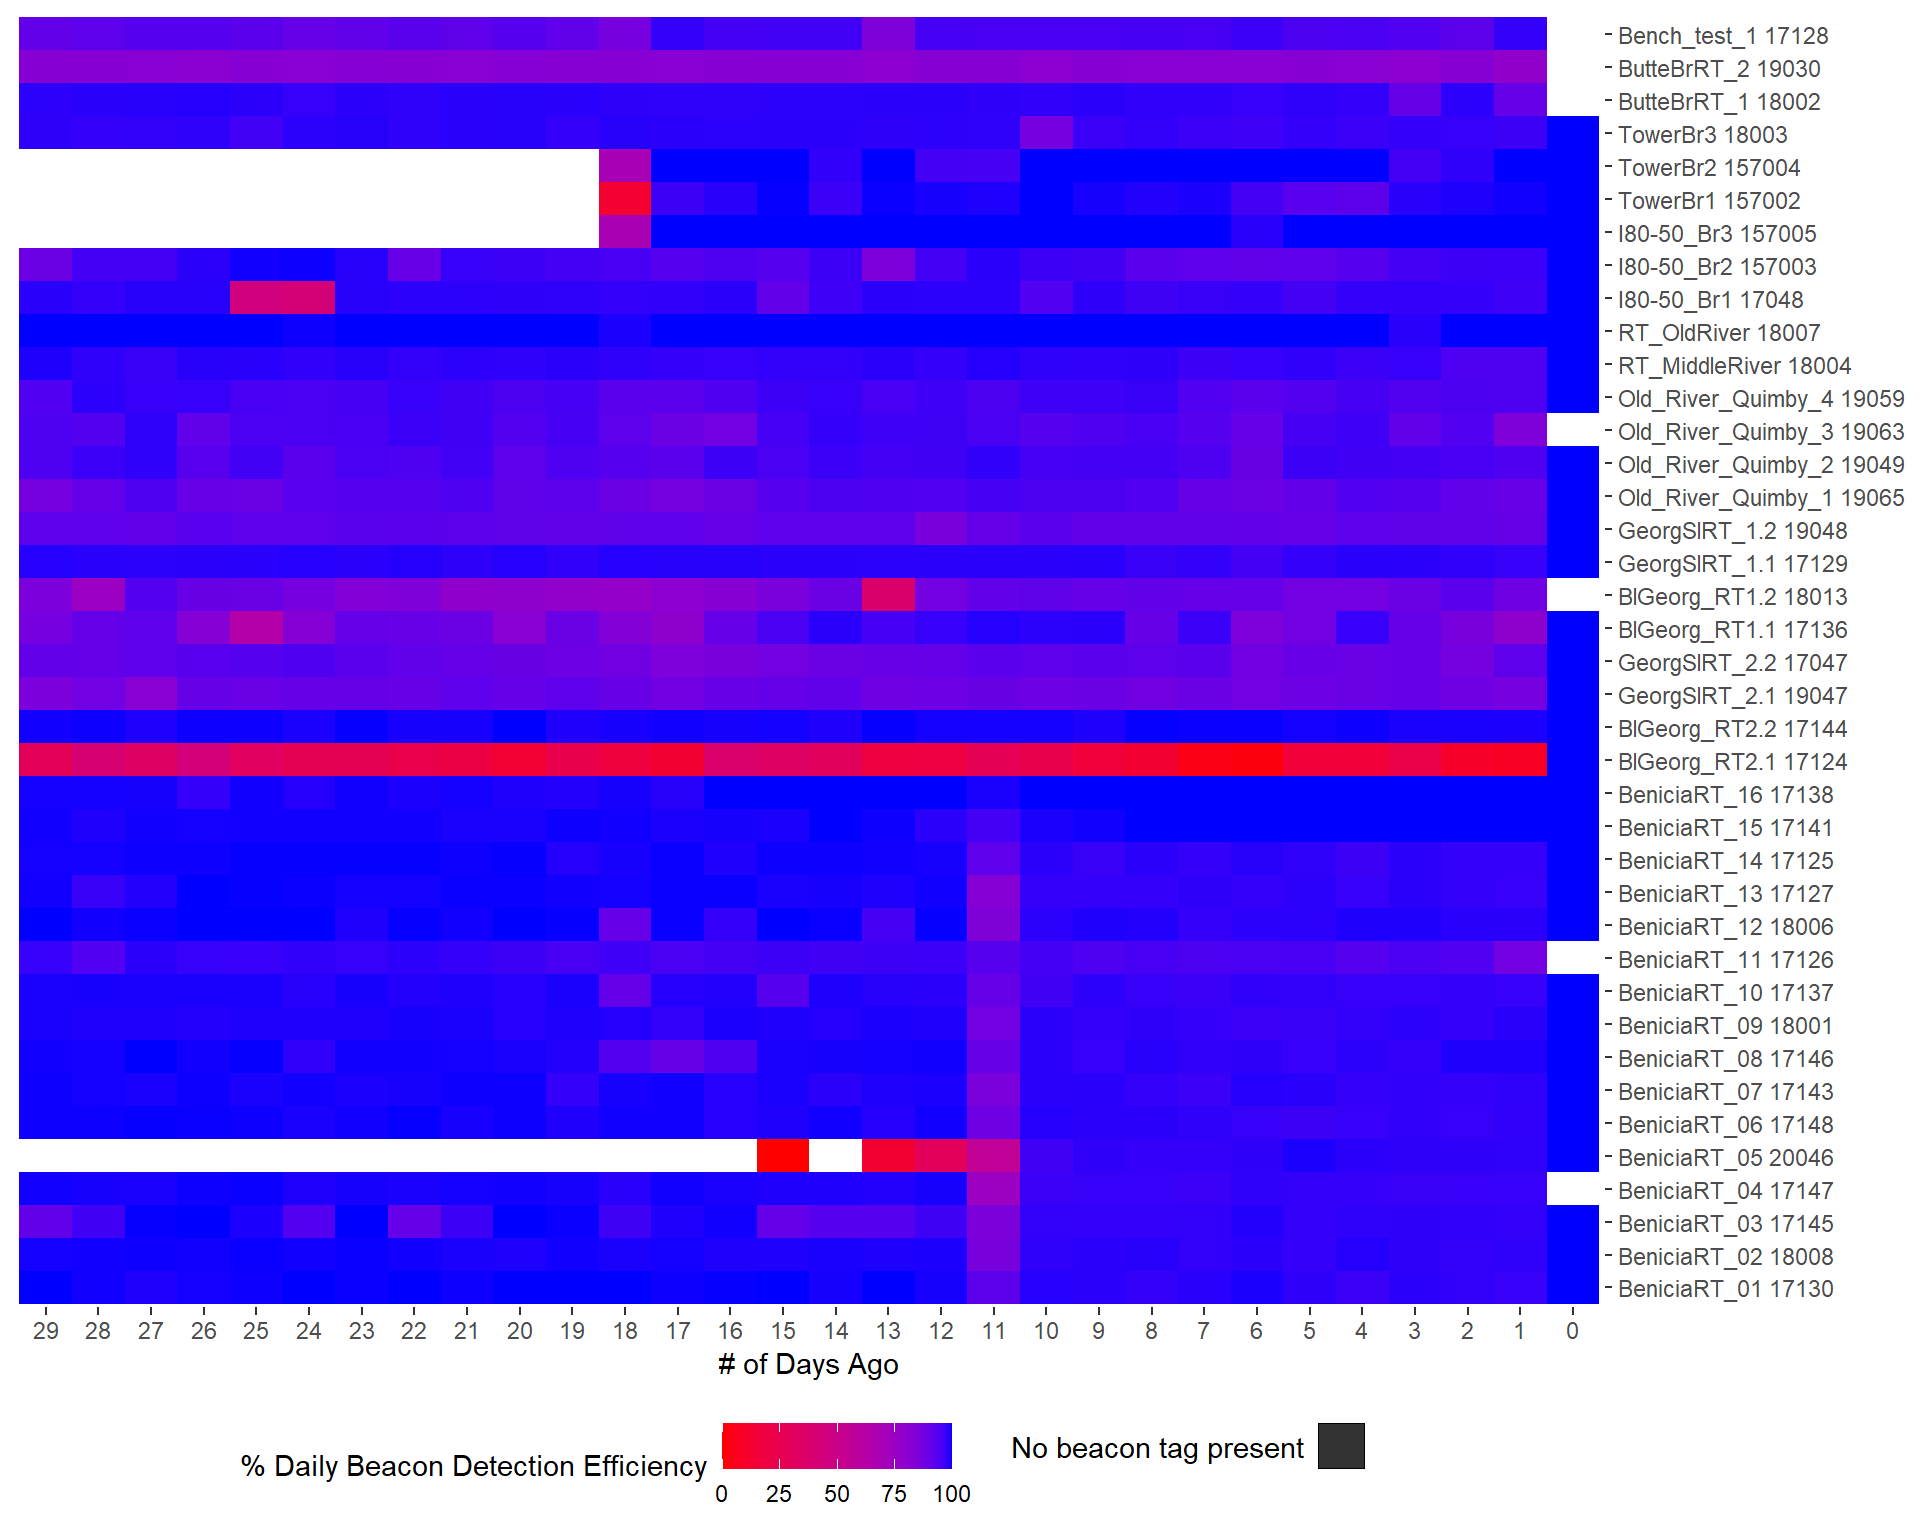 Bench_test_1 17128
ButteBrRT_2 19030
ButteBrRT_1 18002
TowerBr3 18003
TowerBr2 157004
TowerBr1 157002
I80-50_Br3 157005
I80-50_Br2 157003
I80-50_Br1 17048
RT_OldRiver 18007
RT_MiddleRiver 18004
Old_River_Quimby_4 19059
Old_River_Quimby_3 19063
Old_River_Quimby_2 19049
Old_River_Quimby_1 19065
GeorgSlRT_1.2 19048
GeorgSlRT_1.1 17129
BlGeorg_RT1.2 18013
BlGeorg_RT1.1 17136
GeorgSlRT_2.2 17047
GeorgSlRT_2.1 19047
BlGeorg_RT2.2 17144
BlGeorg_RT2.1 17124
BeniciaRT_16 17138
BeniciaRT_15 17141
BeniciaRT_14 17125
BeniciaRT_13 17127
BeniciaRT_12 18006
BeniciaRT_11 17126
BeniciaRT_10 17137
BeniciaRT_09 18001
BeniciaRT_08 17146
BeniciaRT_07 17143
BeniciaRT_06 17148
BeniciaRT_05 20046
BeniciaRT_04 17147
BeniciaRT_03 17145
BeniciaRT_02 18008
BeniciaRT_01 17130
29 28 27 26 25 24 23 22 21 20 19 18 17 16 15 14 13 12 11 10 9 8 7 6 5 4 3 2 1 0
# of Days Ago
% Daily Beacon Detection Efficiency
0 25 50 75 100
No beacon tag present